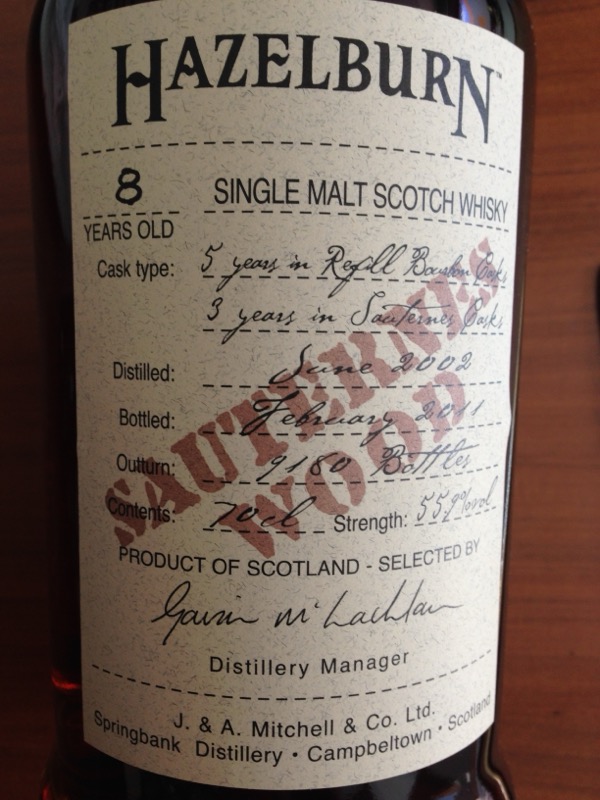 HAZELBURN™
8 SINGLE MALT SCOTCH WHISKY
YEARS OLD
Cask type: 5 years in Refill Bourbon Casks
3 years in Sauternes Casks
Distilled: June 2002
Bottled: February 2011
Outturn: 9180 Bottles
Contents: 70cl Strength: 55.9%vol
SAUTERNES
WOOD
PRODUCT OF SCOTLAND - SELECTED BY
Gavin McLachlan
Distillery Manager
J. & A. Mitchell & Co. Ltd.
Springbank Distillery • Campbeltown • Scotland